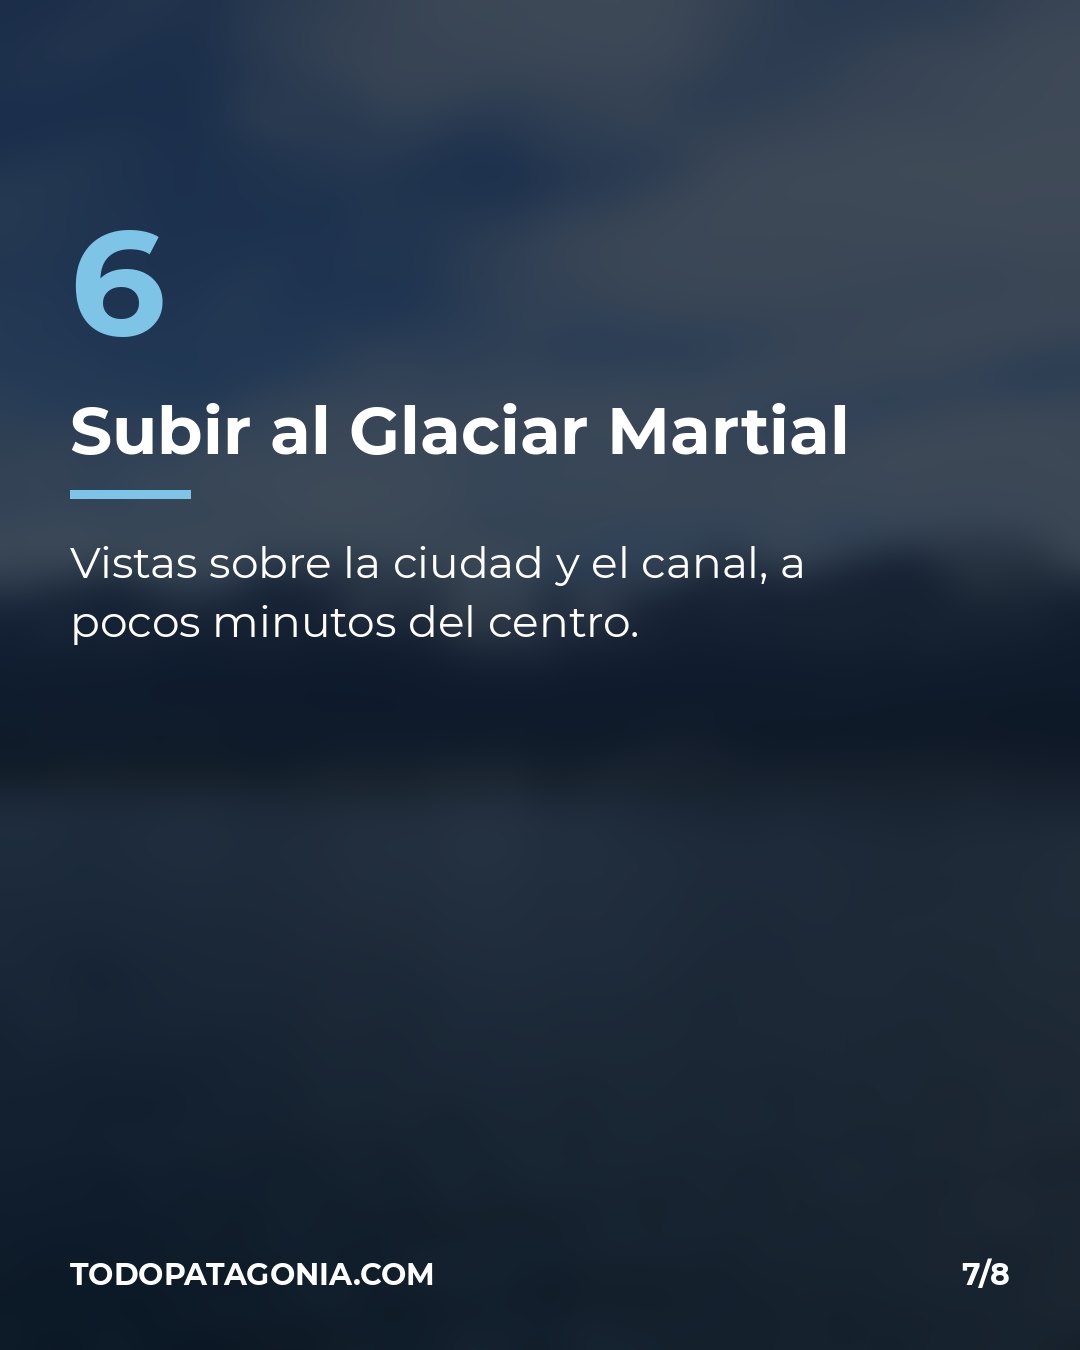 6
Subir al Glaciar Martial
Vistas sobre la ciudad y el canal, a
pocos minutos del centro.
TODOPATAGONIA.COM
7/8